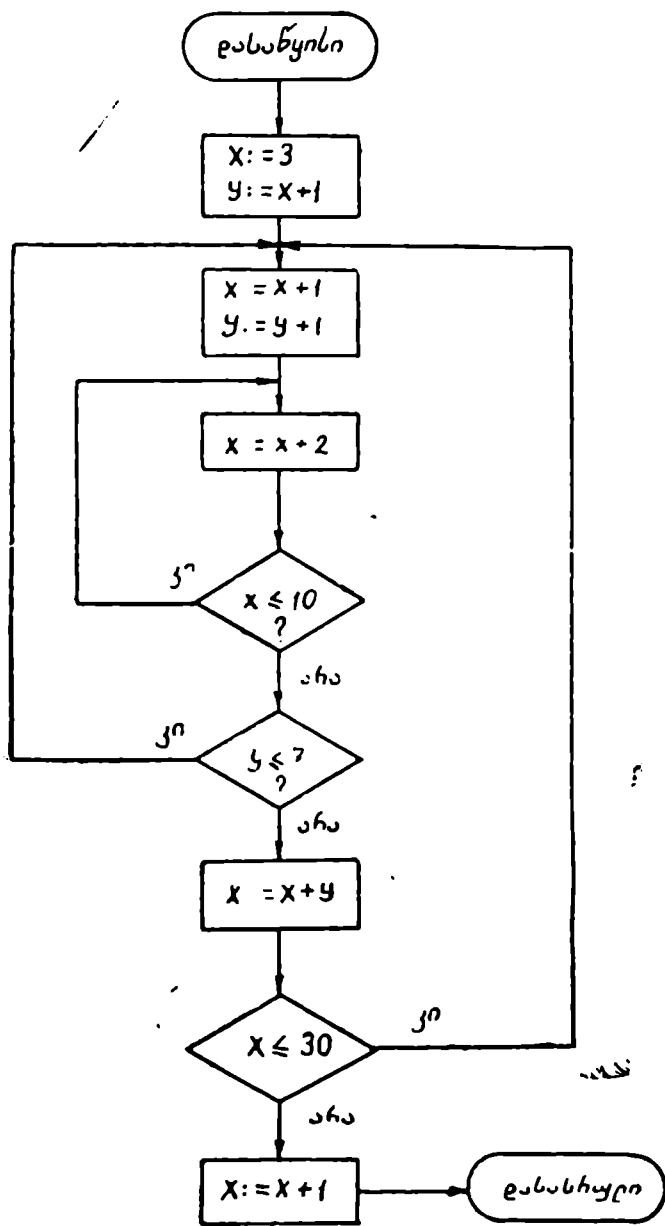 დასაწყისი
X: =3
y: =x+1
x = x+1
y. = y+1
x = x+2
კი
x ≤ 10
?
არა
კი
y ≤ 7
?
არა
x = x+y
კი
X ≤ 30
არა
X: = X+1
დასასრული